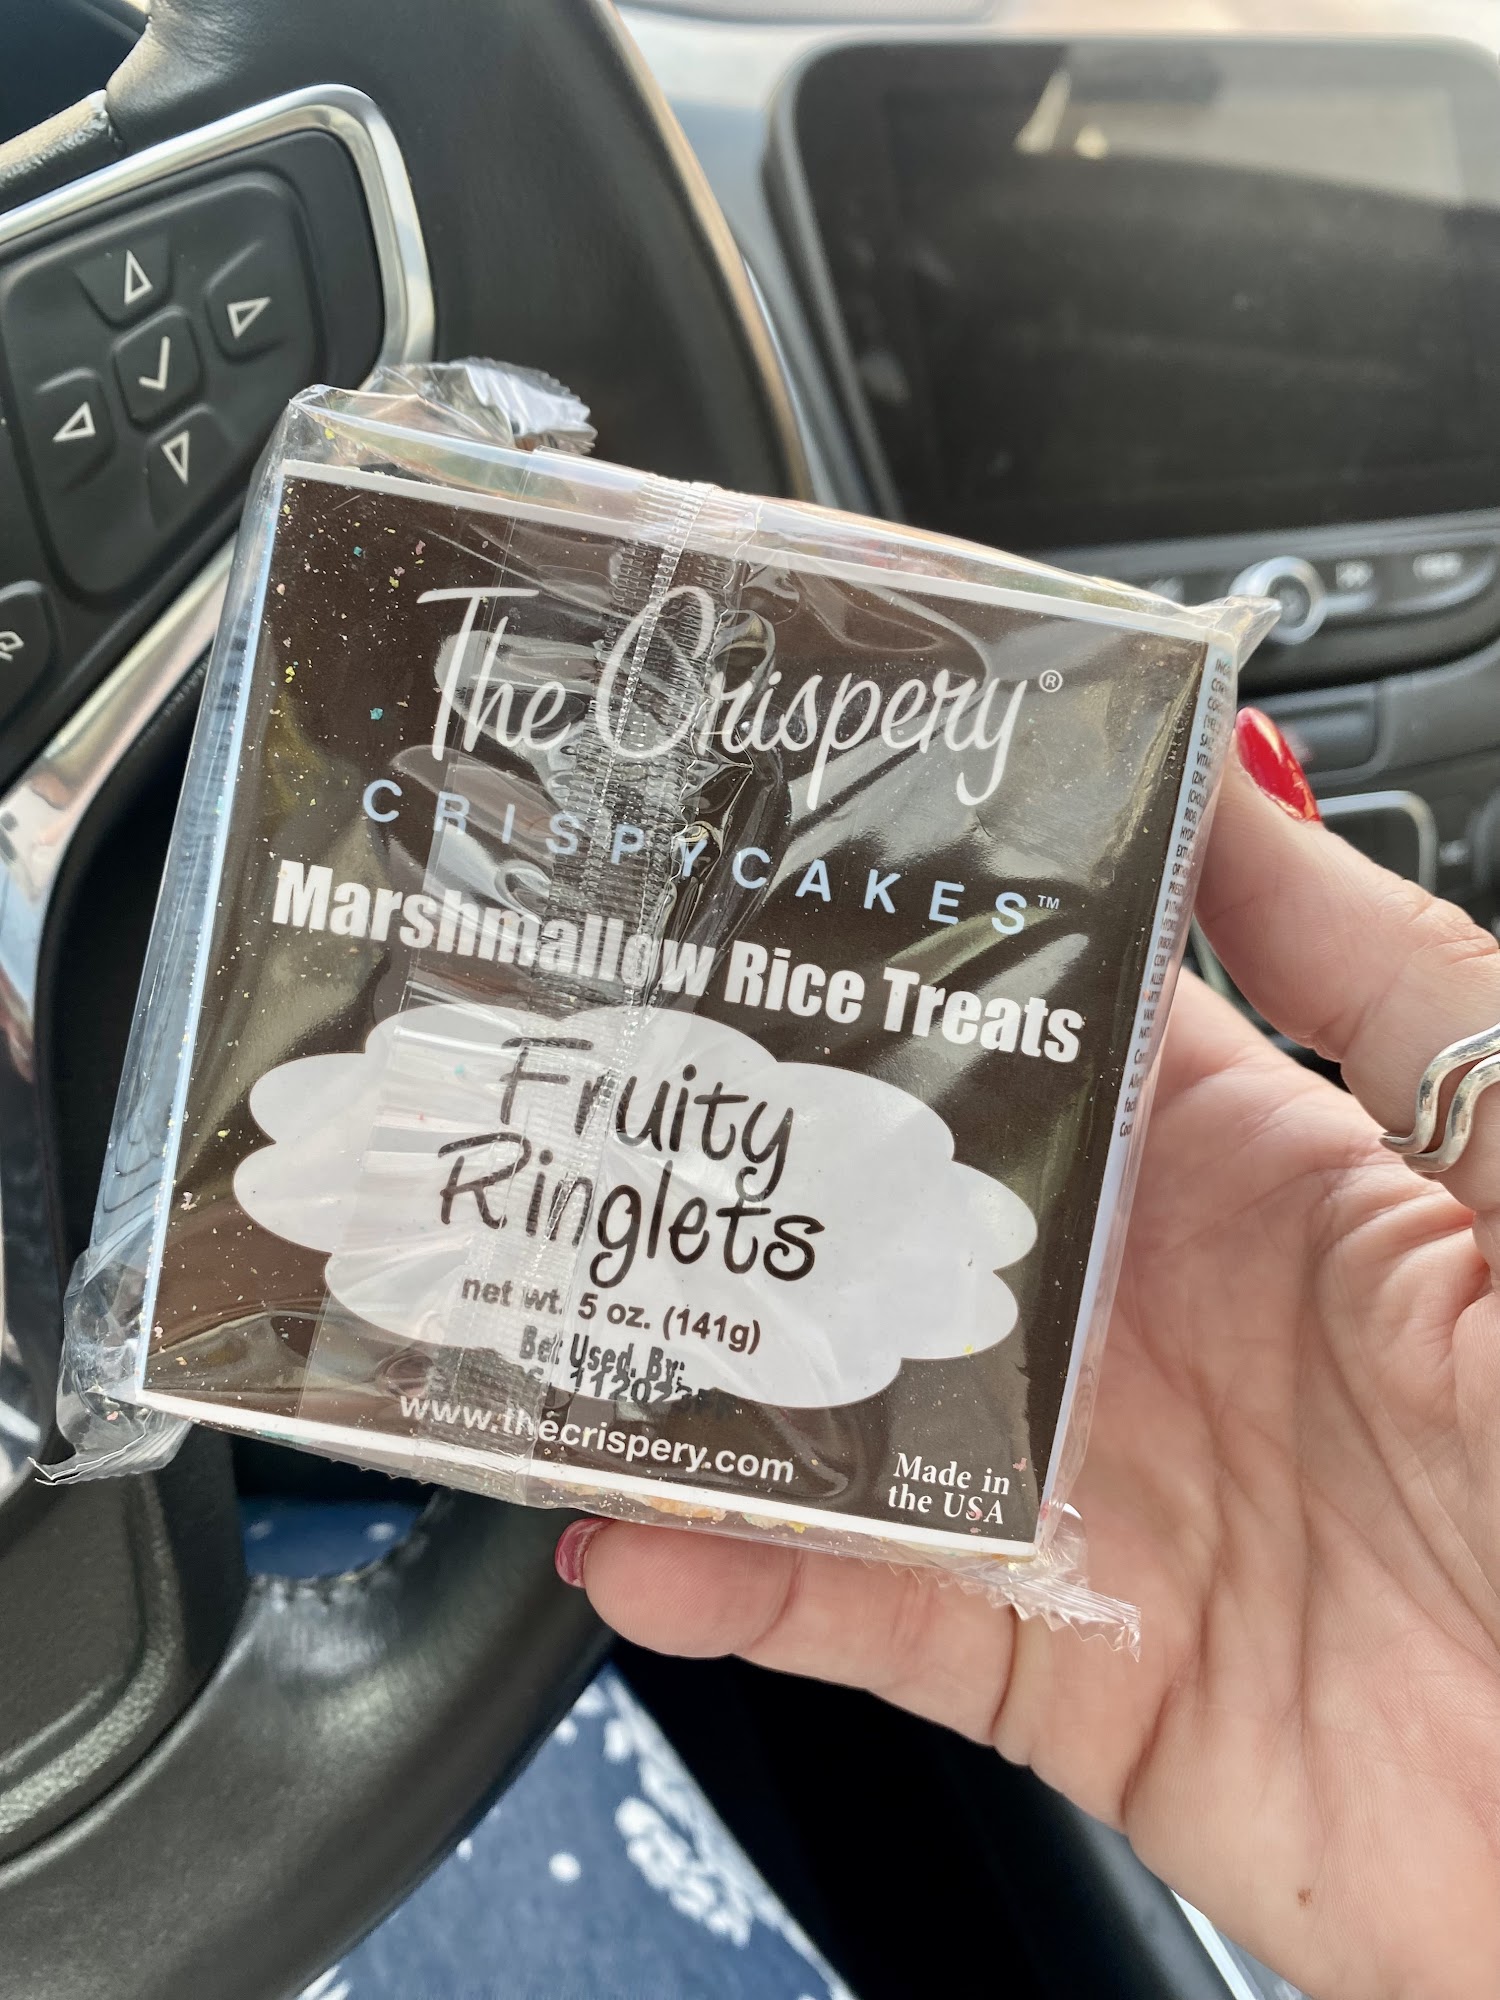 The Crispery®
CRISPYCAKES™
Marshmallow Rice Treats
Fruity
Ringlets
net wt. 5 oz. (141g)
Bet Used. By:
www.thecrispery.com
Made in
the USA